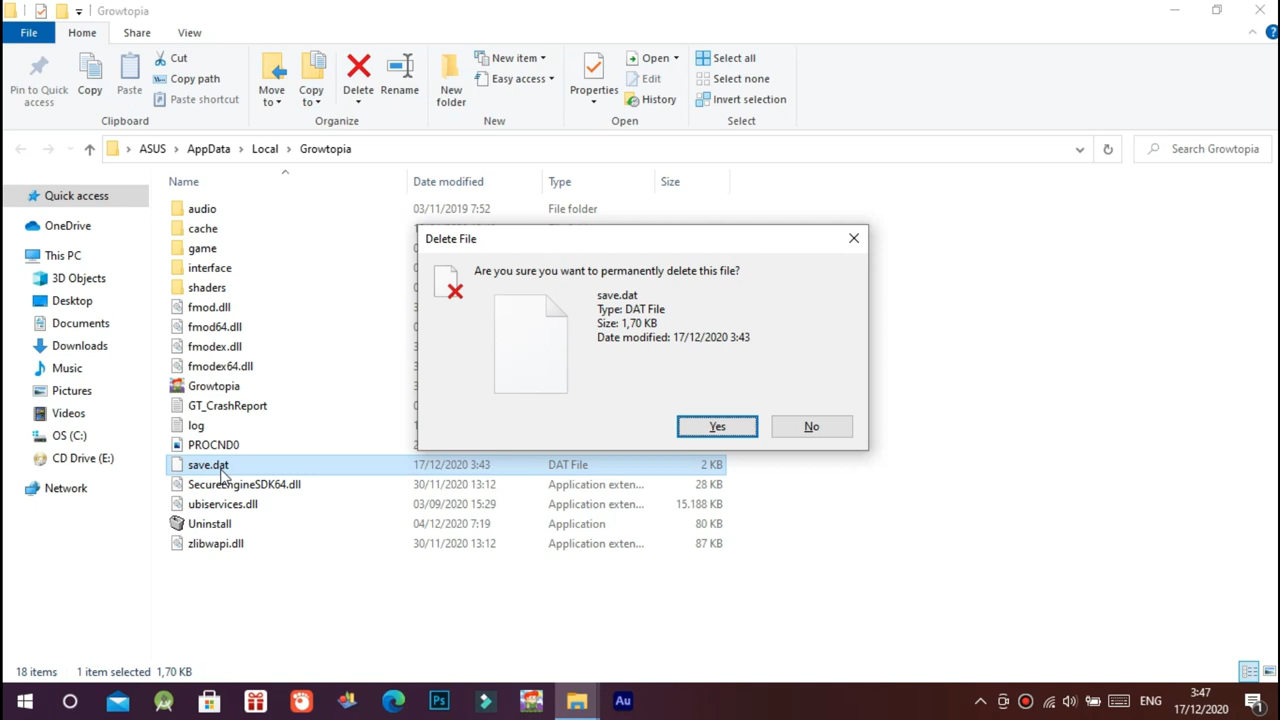 Growtopia
File Home Share View
Pin to Quick access
Copy
Paste
Cut
Copy path
Paste shortcut
Clipboard
Move to
Copy to
Delete
Rename
Organize
New folder
New item
Easy access
New
Properties
Open
Edit
History
Open
Select all
Select none
Invert selection
Select
ASUS AppData Local Growtopia
Search Growtopia
Quick access
OneDrive
This PC
3D Objects
Desktop
Documents
Downloads
Music
Pictures
Videos
OS (C:)
CD Drive (E:)
Network
Name Date modified Type Size
audio 03/11/2019 7:52 File folder
cache
game
interface
shaders
fmod.dll
fmod64.dll
fmodex.dll
fmodex64.dll
Growtopia
GT_CrashReport
log
PROCND0
save.dat 17/12/2020 3:43 DAT File 2 KB
SecureEngineSDK64.dll 30/11/2020 13:12 Application exten... 28 KB
ubiservices.dll 03/09/2020 15:29 Application exten... 15.188 KB
Uninstall 04/12/2020 7:19 Application 80 KB
zlibwapi.dll 30/11/2020 13:12 Application exten... 87 KB
Delete File
Are you sure you want to permanently delete this file?
save.dat
Type: DAT File
Size: 1,70 KB
Date modified: 17/12/2020 3:43
Yes No
18 items 1 item selected 1,70 KB
Ps
Au
ENG
3:47
17/12/2020
1